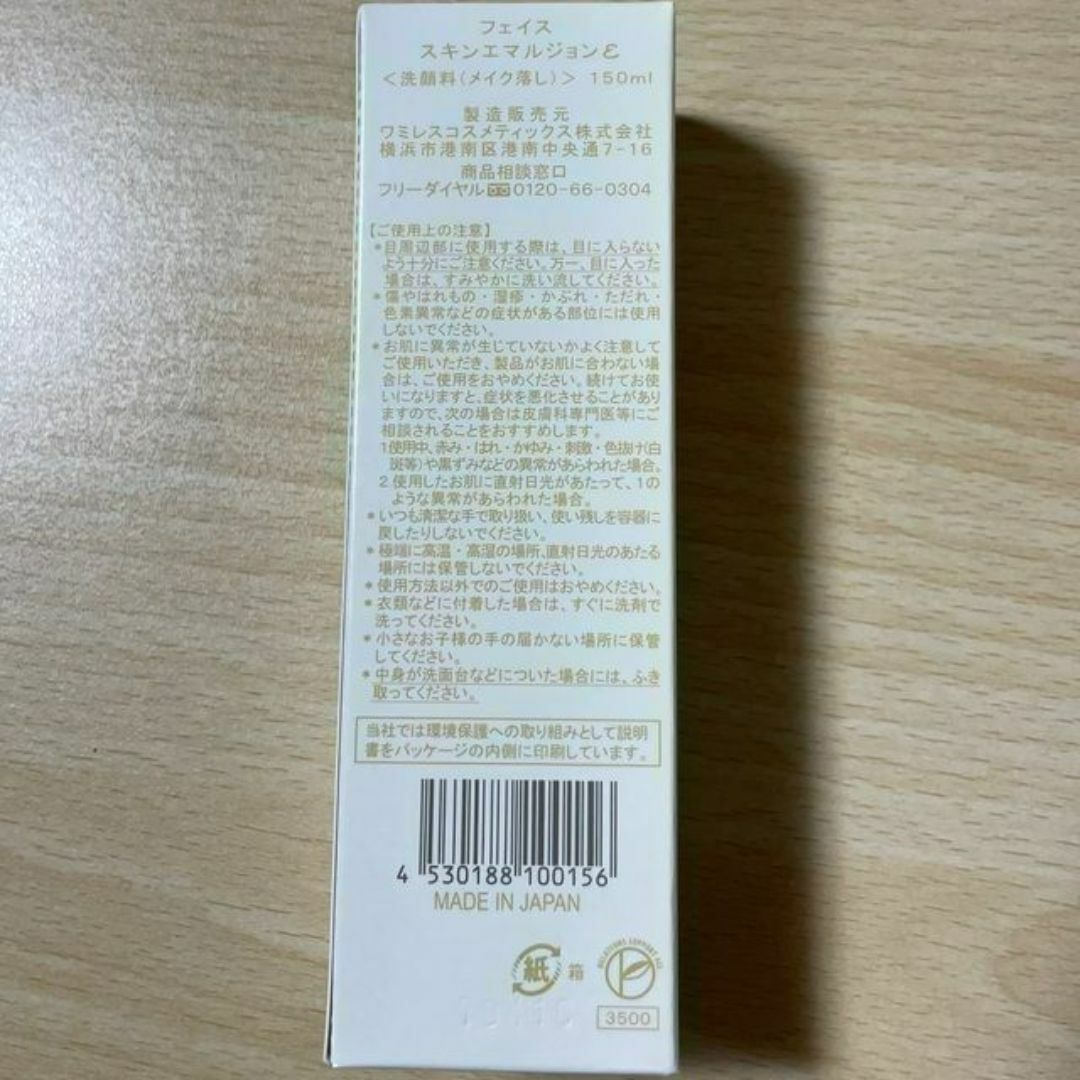 フェイス
スキンエマルジョンε
＜洗顔料(メイク落し)＞ 150ml
製造販売元
ワミレスコスメティックス株式会社
横浜市港南区港南中央通7-16
商品相談窓口
フリーダイヤル 0120-66-0304
【ご使用上の注意】
*目周辺部に使用する際は、目に入らない
よう十分にご注意ください。万一、目に入った
場合は、すみやかに洗い流してください。
*傷やはれもの・湿疹・かぶれ・ただれ・
色素異常などの症状がある部位には使用
しないでください。
*お肌に異常が生じていないかよく注意して
ご使用いただき、製品がお肌に合わない場
合は、ご使用をおやめください。続けてお使
いになりますと、症状を悪化させることがあり
ますので、次の場合は皮膚科専門医等にご
相談されることをおすすめします。
1.使用中、赤み・はれ・かゆみ・刺激・色抜け(白
斑等)や黒ずみなどの異常があらわれた場合。
2.使用したお肌に直射日光があたって、1の
ような異常があらわれた場合。
*いつも清潔な手で取り扱い、使い残しを容器に
戻したりしないでください。
*極端に高温・高湿の場所、直射日光のあたる
場所には保管しないでください。
*使用方法以外でのご使用はおやめください。
*衣類などに付着した場合は、すぐに洗剤で
洗ってください。
*小さなお子様の手の届かない場所に保管
してください。
*中身が洗面台などについた場合には、ふき
取ってください。
当社では環境保護への取り組みとして説明
書をパッケージの内側に印刷しています。
4 530188 100156
MADE IN JAPAN
紙 箱
3500